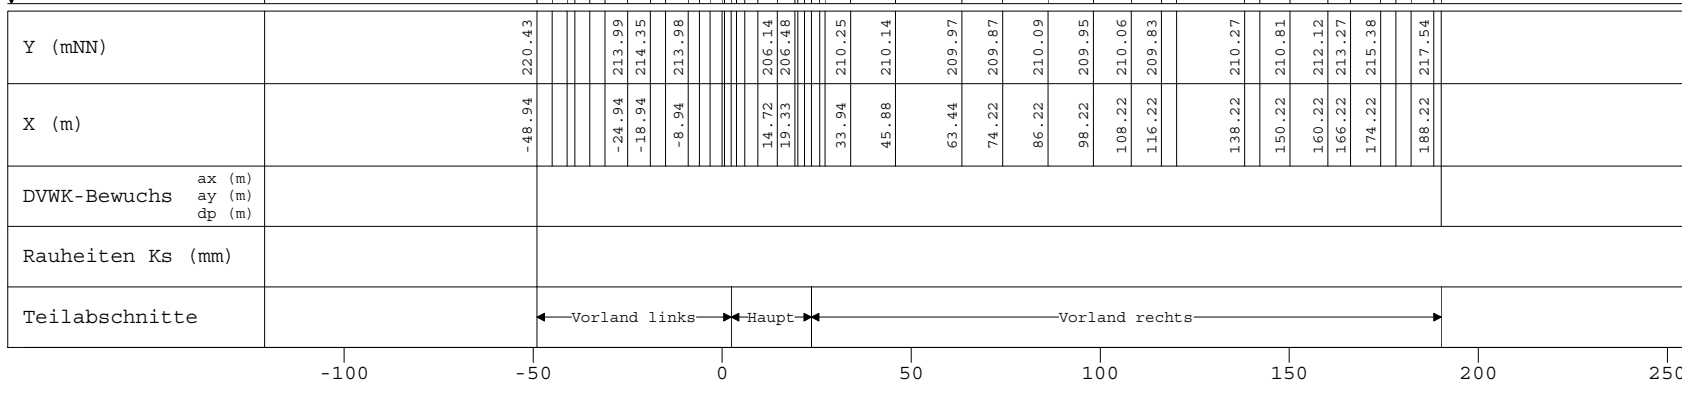 Y (mNN) 220.43 213.99 214.35 213.98 206.14 206.48 210.25 210.14 209.97 209.87 210.09 209.95 210.06 209.83 210.27 210.81 212.12 213.27 215.38 217.54
X (m) -48.94 -24.94 -18.94 -8.94 14.72 19.33 33.94 45.88 63.44 74.22 86.22 98.22 108.22 116.22 138.22 150.22 160.22 166.22 174.22 188.22
DVWK-Bewuchs
ax (m)
ay (m)
dp (m)
Rauheiten Ks (mm)
Teilabschnitte Vorland links Haupt Vorland rechts
-100 -50 0 50 100 150 200 250